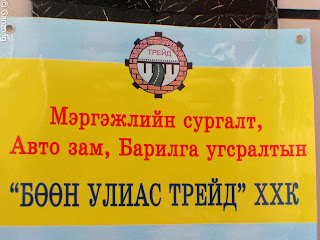 ТРЕЙД
Мэргэжлийн сургалт,
Авто зам, Барилга угсралтын
"БӨӨН УЛИАС ТРЕЙД" ХХК